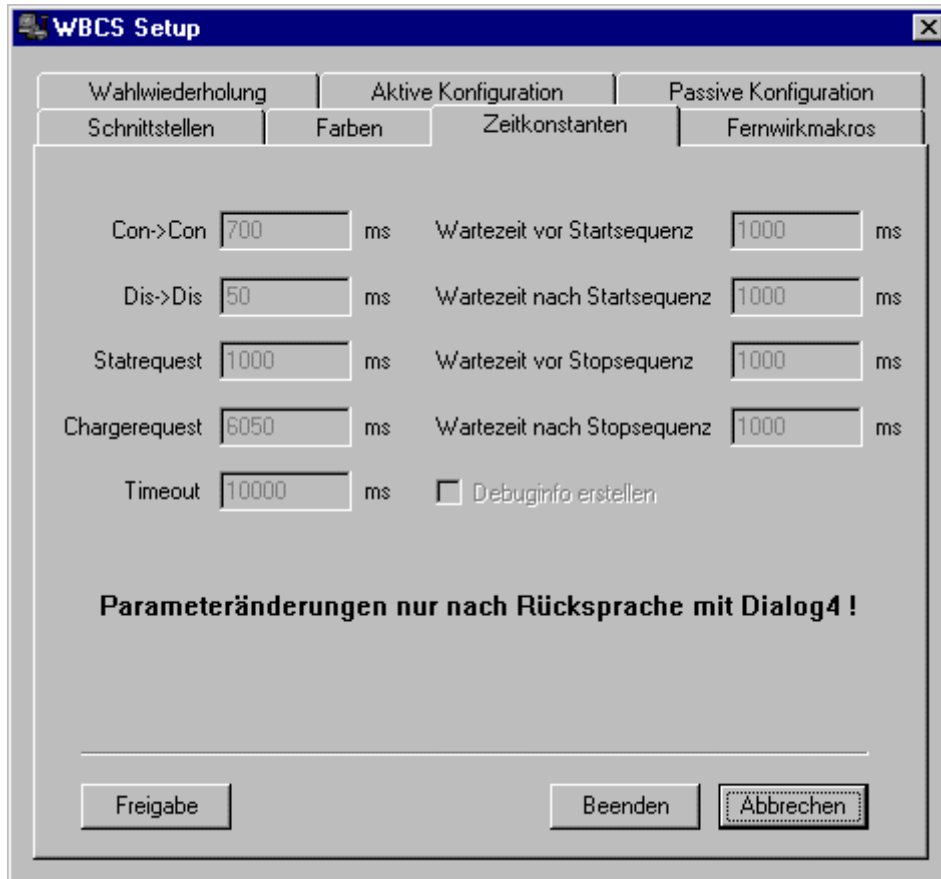 WBCS Setup
Wahlwiederholung Aktive Konfiguration Passive Konfiguration
Schnittstellen Farben Zeitkonstanten Fernwirkmakros
Con->Con 700 ms Wartezeit vor Startsequenz 1000 ms
Dis->Dis 50 ms Wartezeit nach Startsequenz 1000 ms
Statrequest 1000 ms Wartezeit vor Stopsequenz 1000 ms
Chargerequest 6050 ms Wartezeit nach Stopsequenz 1000 ms
Timeout 10000 ms Debuginfo erstellen
Parameteränderungen nur nach Rücksprache mit Dialog4 !
Freigabe Beenden Abbrechen